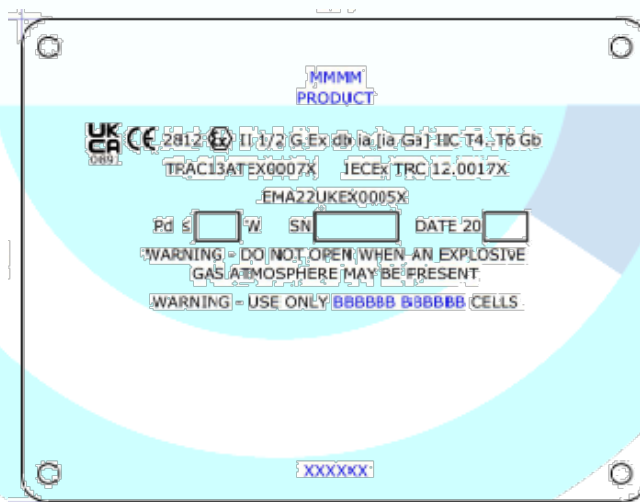 MMMM
PRODUCT
UK CA CE 2812 Ex II 1/2 G Ex db ia [ia Ga] IIC T4..T6 Gb
089
TRAC13ATEX0007X IECEx TRC 12.0017X
EMA22UKEX0005X
Pd ≤ W SN DATE 20
WARNING - DO NOT OPEN WHEN AN EXPLOSIVE
GAS ATMOSPHERE MAY BE PRESENT
WARNING - USE ONLY BBBBBB BBBBBB CELLS
XXXXXX